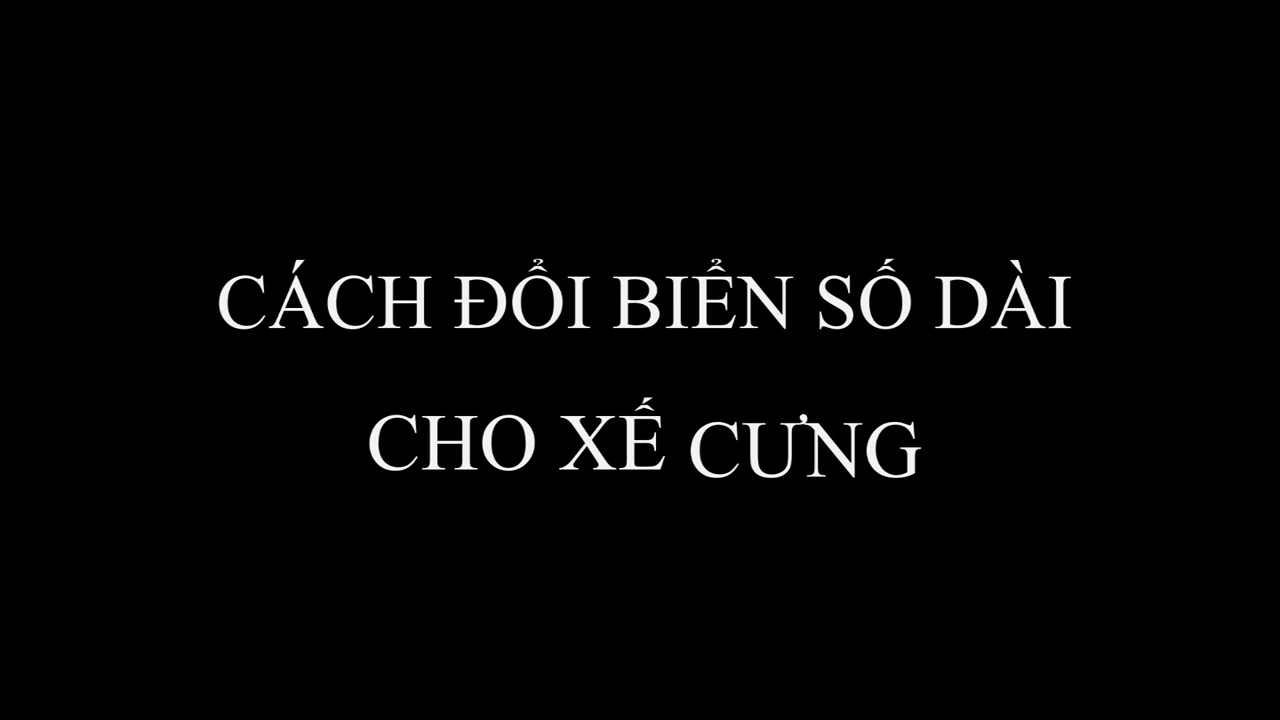 CÁCH ĐỔI BIỂN SỐ DÀI
CHO XẾ CƯNG